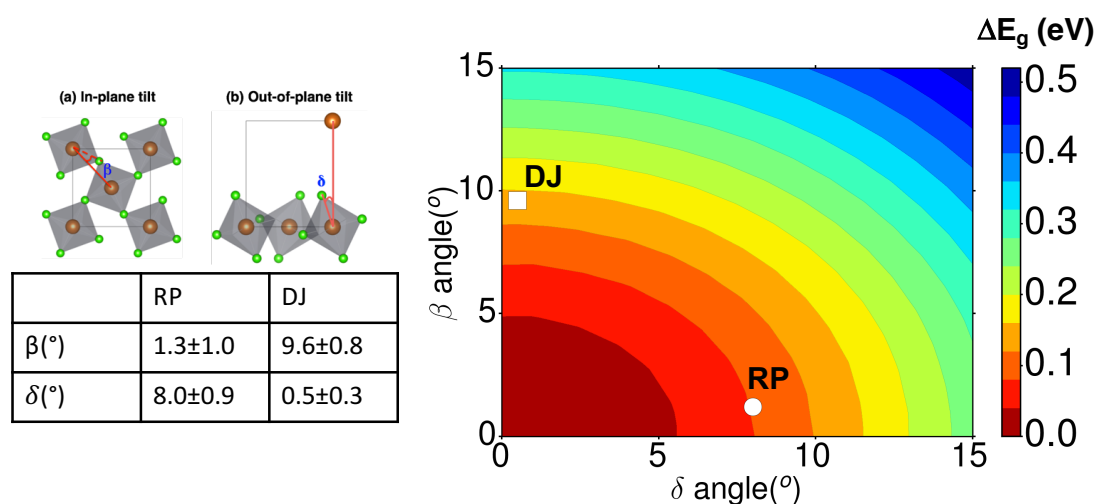 (a) In-plane tilt
(b) Out-of-plane tilt
β
δ
RP DJ
β(°) 1.3±1.0 9.6±0.8
δ(°) 8.0±0.9 0.5±0.3
ΔEg (eV)
15
10
5
0
β angle(o)
DJ
RP
0 5 10 15
δ angle(o)
0.5
0.4
0.3
0.2
0.1
0.0